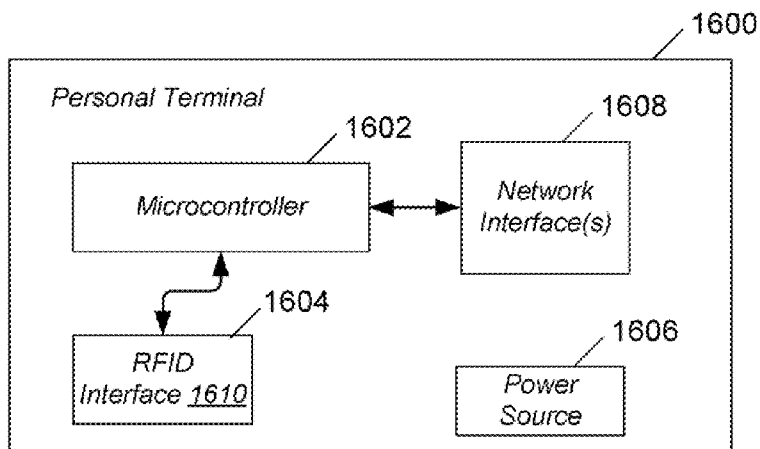 1600
Personal Terminal
1602
1608
Microcontroller
Network
Interface(s)
1604
RFID
Interface 1610
1606
Power
Source